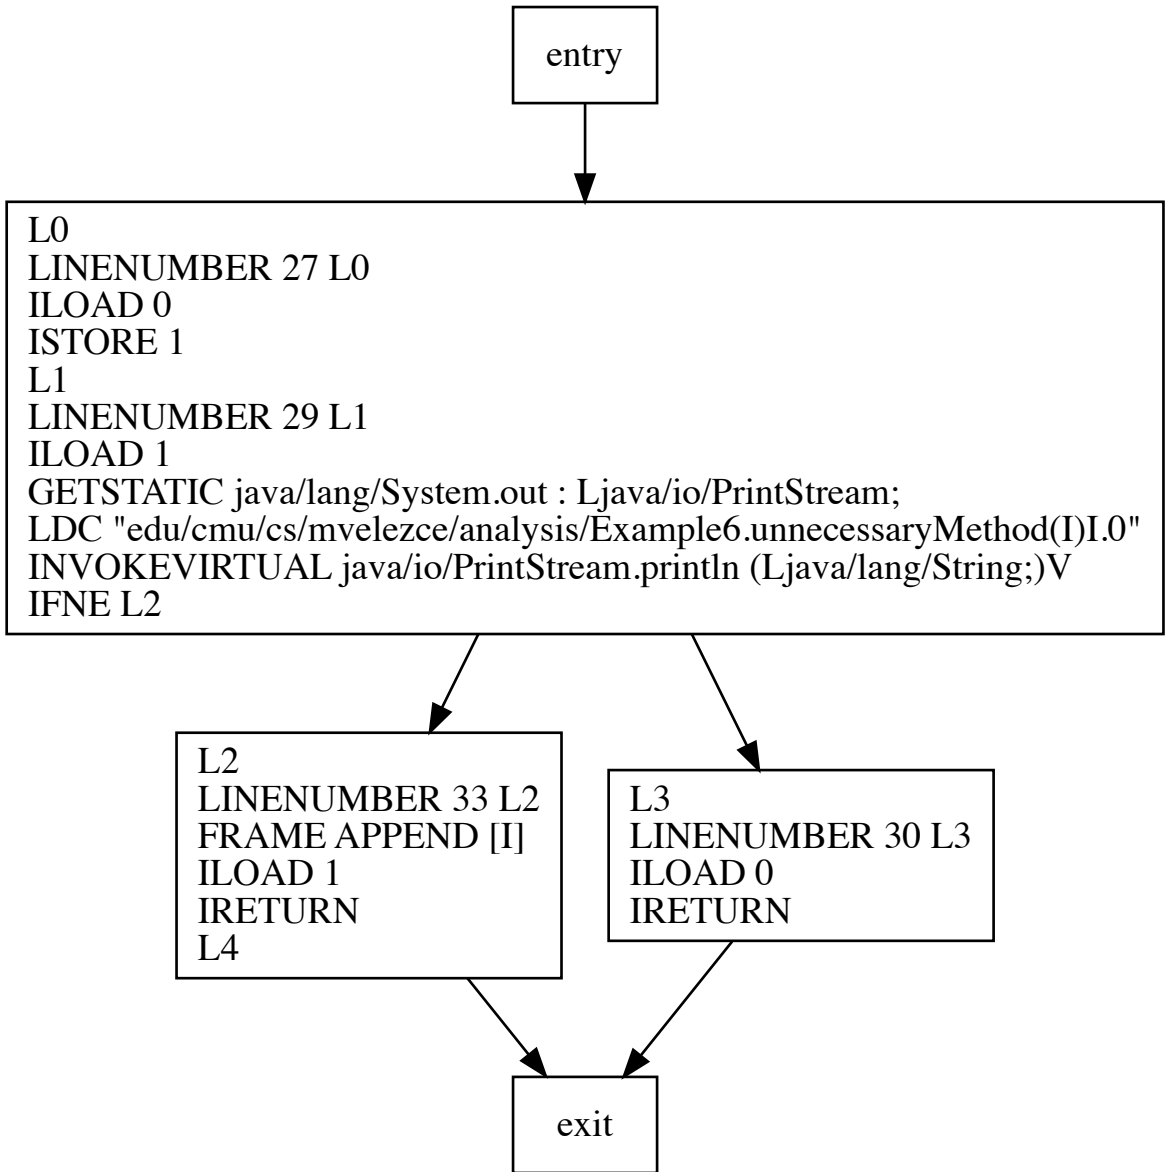 entry
L0
LINENUMBER 27 L0
ILOAD 0
ISTORE 1
L1
LINENUMBER 29 L1
ILOAD 1
GETSTATIC java/lang/System.out : Ljava/io/PrintStream;
LDC "edu/cmu/cs/mvelezce/analysis/Example6.unnecessaryMethod(I)I.0"
INVOKEVIRTUAL java/io/PrintStream.println (Ljava/lang/String;)V
IFNE L2
L2
LINENUMBER 33 L2
FRAME APPEND [I]
ILOAD 1
IRETURN
L4
L3
LINENUMBER 30 L3
ILOAD 0
IRETURN
exit